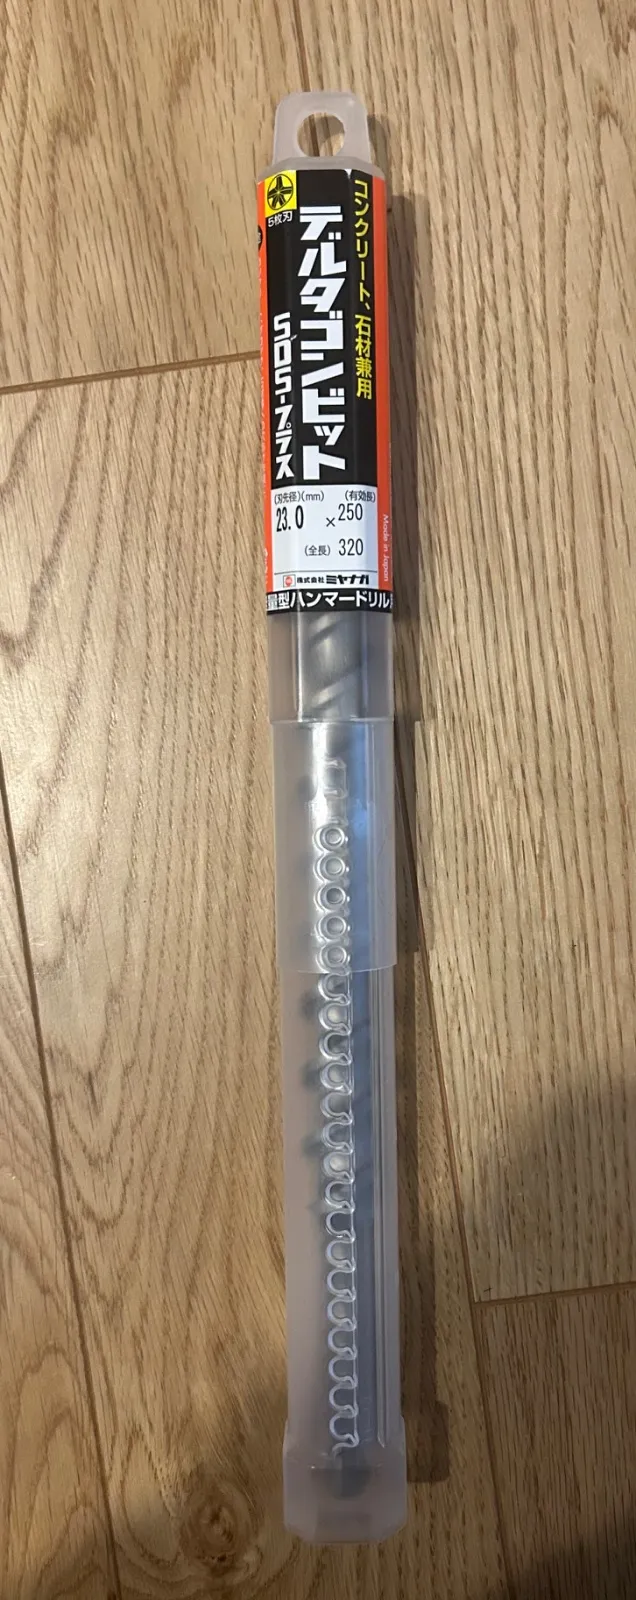 コンクリート、石材兼用
5枚刃
デルタゴンビット
SDS-プラス
(刃先径)(mm) (有効長)
23.0 × 250
(全長) 320
株式会社 ミヤナガ
量型ハンマードリル
Made in Japan